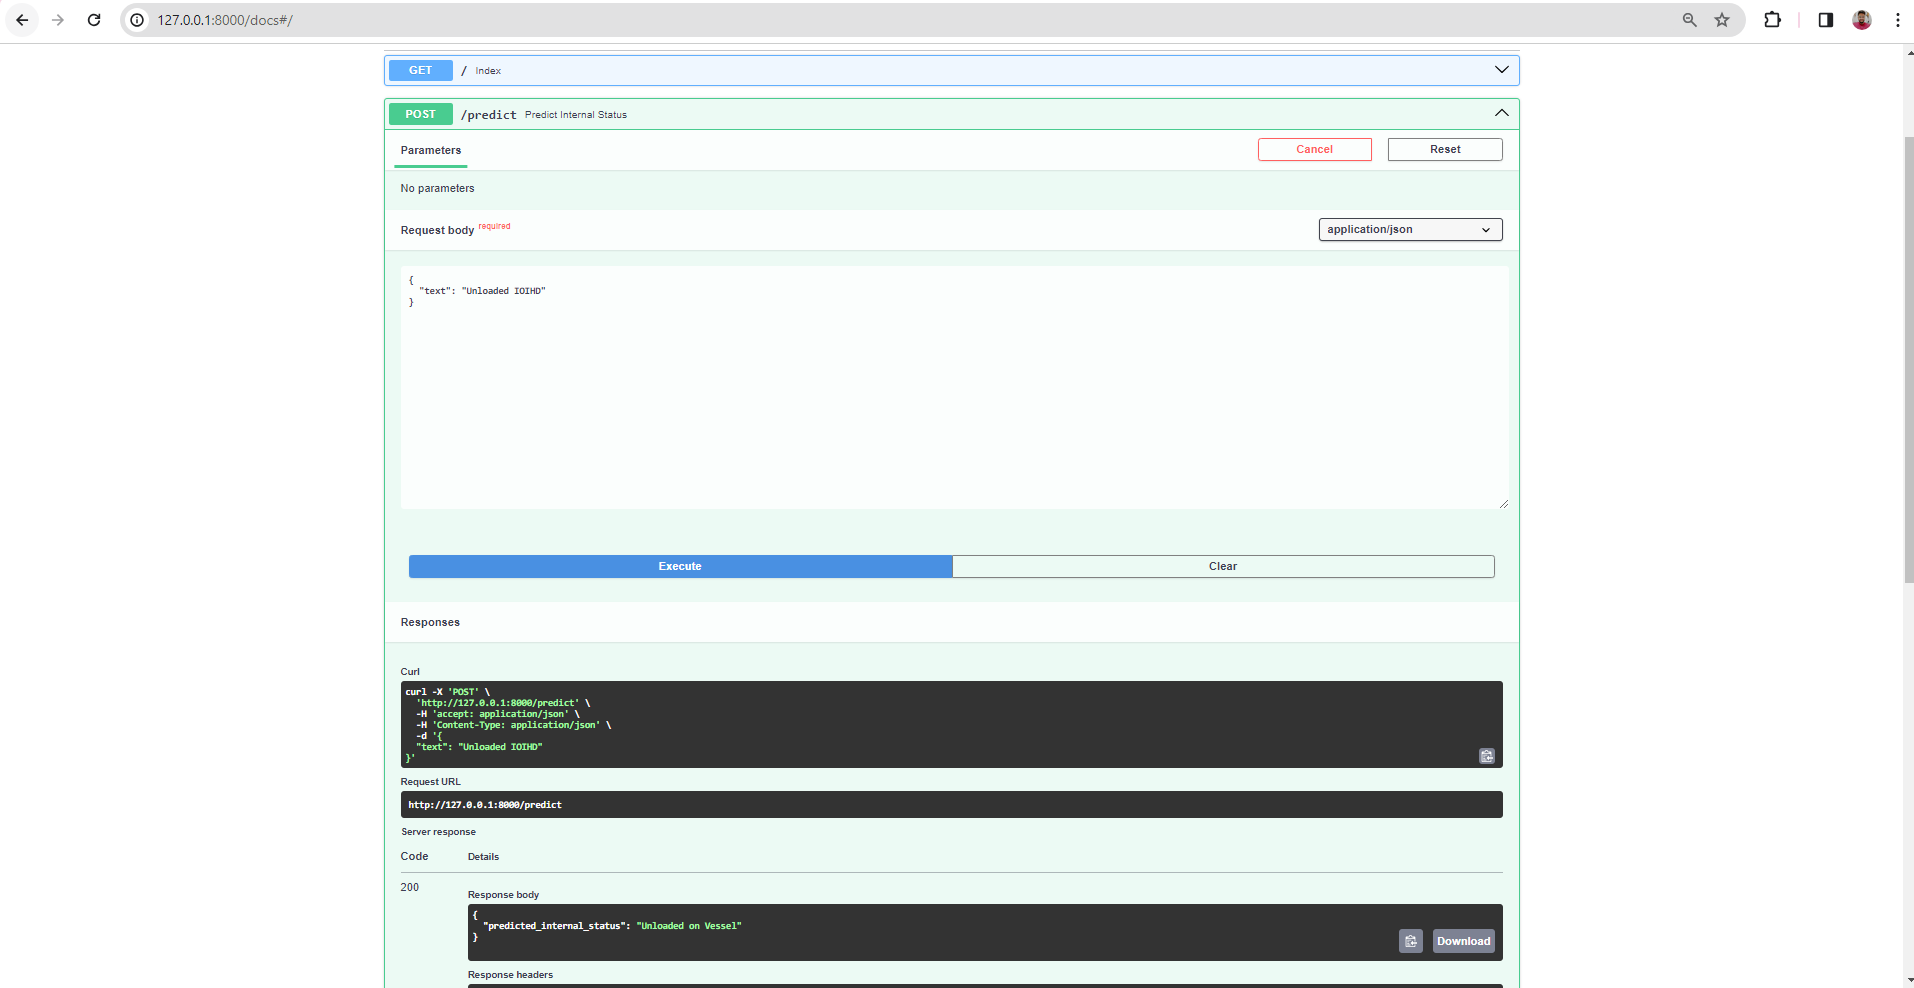 127.0.0.1:8000/docs#/
GET / Index
POST /predict Predict Internal Status
Parameters
Cancel
Reset
No parameters
Request body required
application/json
{
  "text": "Unloaded IOIHD"
}
Execute
Clear
Responses
Curl
curl -X 'POST' \
  'http://127.0.0.1:8000/predict' \
  -H 'accept: application/json' \
  -H 'Content-Type: application/json' \
  -d '{
  "text": "Unloaded IOIHD"
}'
Request URL
http://127.0.0.1:8000/predict
Server response
Code Details
200
Response body
{
  "predicted_internal_status": "Unloaded on Vessel"
}
Download
Response headers